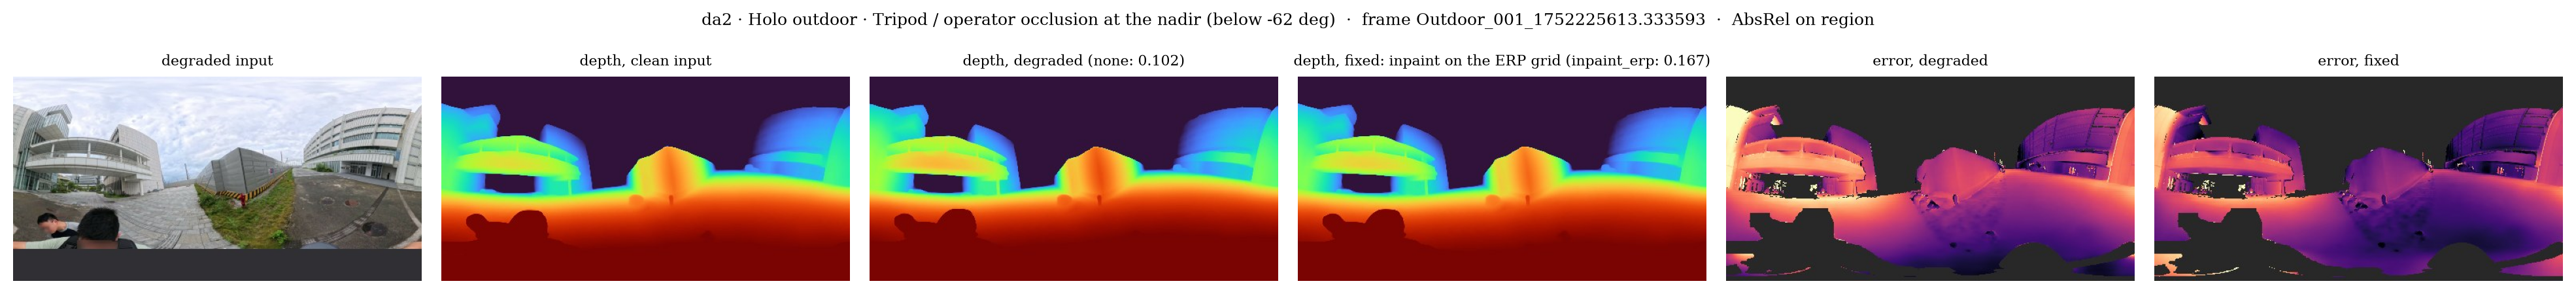 da2 · Holo outdoor · Tripod / operator occlusion at the nadir (below -62 deg) · frame Outdoor_001_1752225613.333593 · AbsRel on region
degraded input
depth, clean input
depth, degraded (none: 0.102)
depth, fixed: inpaint on the ERP grid (inpaint_erp: 0.167)
error, degraded
error, fixed